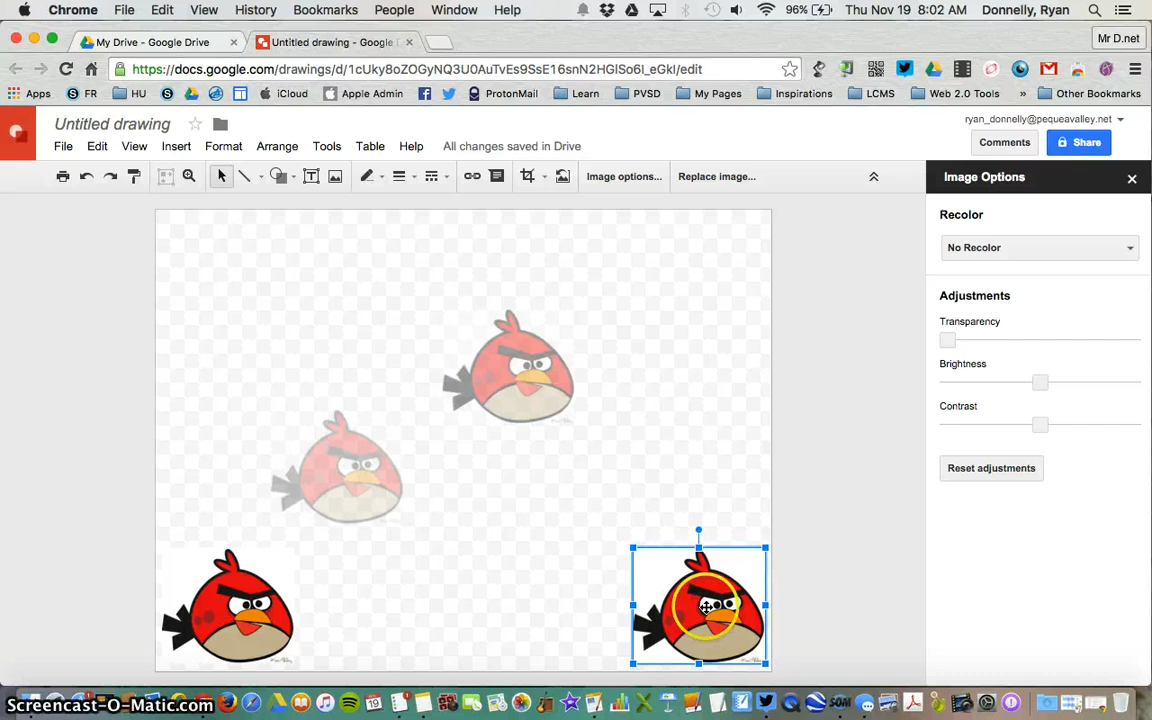 Chrome File Edit View History Bookmarks People Window Help 96% Thu Nov 19 8:02 AM Donnelly, Ryan
My Drive - Google Drive × Untitled drawing - Google × Mr D.net
https://docs.google.com/drawings/d/1cUky8oZOGyNQ3U0AuTvEs9SsE16snN2HGlSo6I_eGkI/edit
Apps FR HU iCloud Apple Admin ProtonMail Learn PVSD My Pages Inspirations LCMS Web 2.0 Tools » Other Bookmarks
Untitled drawing ryan_donnelly@pequeavalley.net
File Edit View Insert Format Arrange Tools Table Help All changes saved in Drive Comments Share
Image options... Replace image... Image Options ×
Recolor
No Recolor
Adjustments
Transparency
Brightness
Contrast
Reset adjustments
Screencast-O-Matic.com